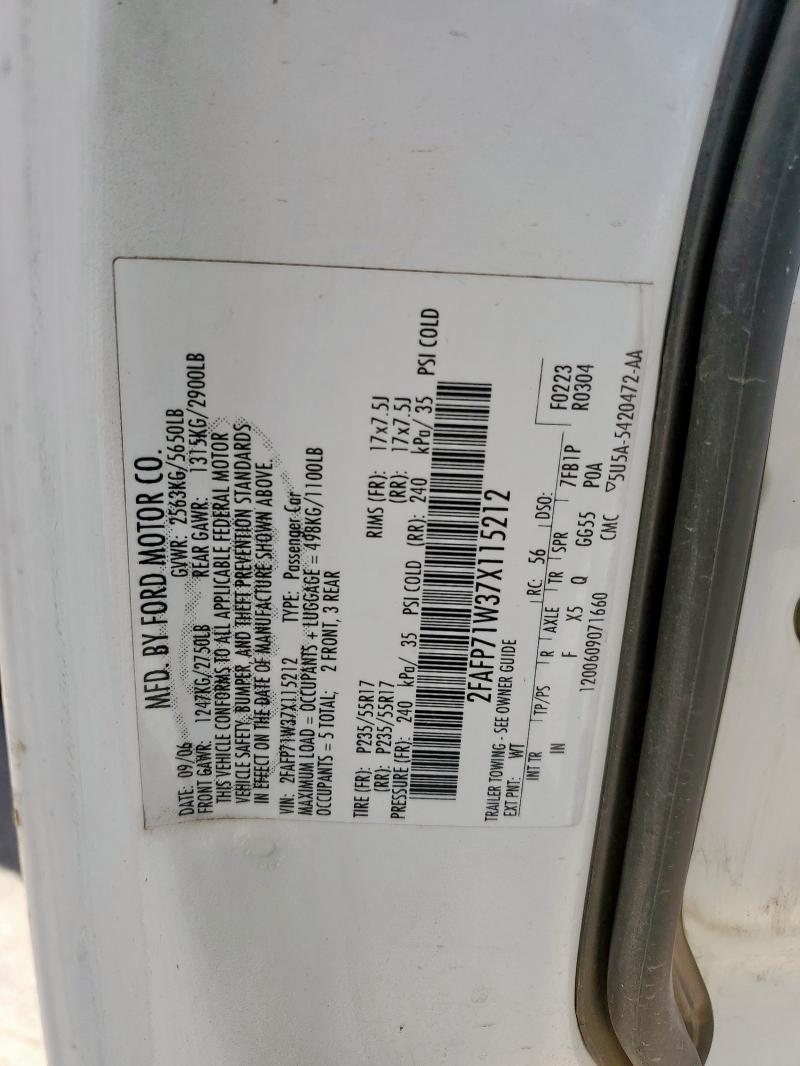 MFD. BY FORD MOTOR CO.
DATE: 09/06 GVWR: 2563KG/5650LB
FRONT GAWR: 1247KG/2750LB REAR GAWR: 1315KG/2900LB
THIS VEHICLE CONFORMS TO ALL APPLICABLE FEDERAL MOTOR
VEHICLE SAFETY, BUMPER, AND THEFT PREVENTION STANDARDS
IN EFFECT ON THE DATE OF MANUFACTURE SHOWN ABOVE.
VIN: 2FAFP71W37X115212 TYPE: Passenger Car
MAXIMUM LOAD = OCCUPANTS + LUGGAGE = 498KG/1100LB
OCCUPANTS = 5 TOTAL; 2 FRONT, 3 REAR
TIRE (FR): P235/55R17 RIMS (FR): 17x7.5J
(RR): P235/55R17 (RR): 17x7.5J
PRESSURE (FR): 240 kPa/ 35 PSI COLD (RR): 240 kPa/ 35 PSI COLD
2FAFP71W37X115212
TRAILER TOWING - SEE OWNER GUIDE
EXT PNT: WT RC: 56 DSO: F0223
INT TR TP/PS R AXLE TR SPR R0304
IN F X5 Q GG55 7FB1P
1200609071660 CMC P0A
▽5U5A-5420472-AA